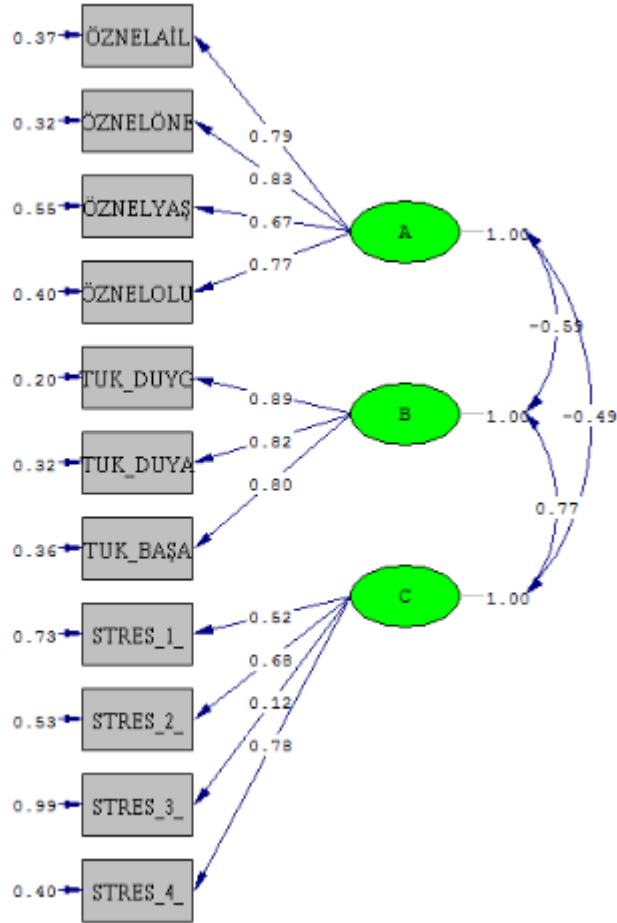 0.37 ÖZNELAİL
0.32 ÖZNELÖNE
0.55 ÖZNELYAŞ
0.40 ÖZNELOLU
0.20 TUK_DUYG
0.32 TUK_DUYA
0.36 TUK_BAŞA
0.73 STRES_1_
0.53 STRES_2_
0.99 STRES_3_
0.40 STRES_4_
0.79
0.83
0.67
0.77
0.89
0.82
0.80
0.52
0.68
0.12
0.78
A 1.00
B 1.00
C 1.00
-0.59
-0.49
0.77